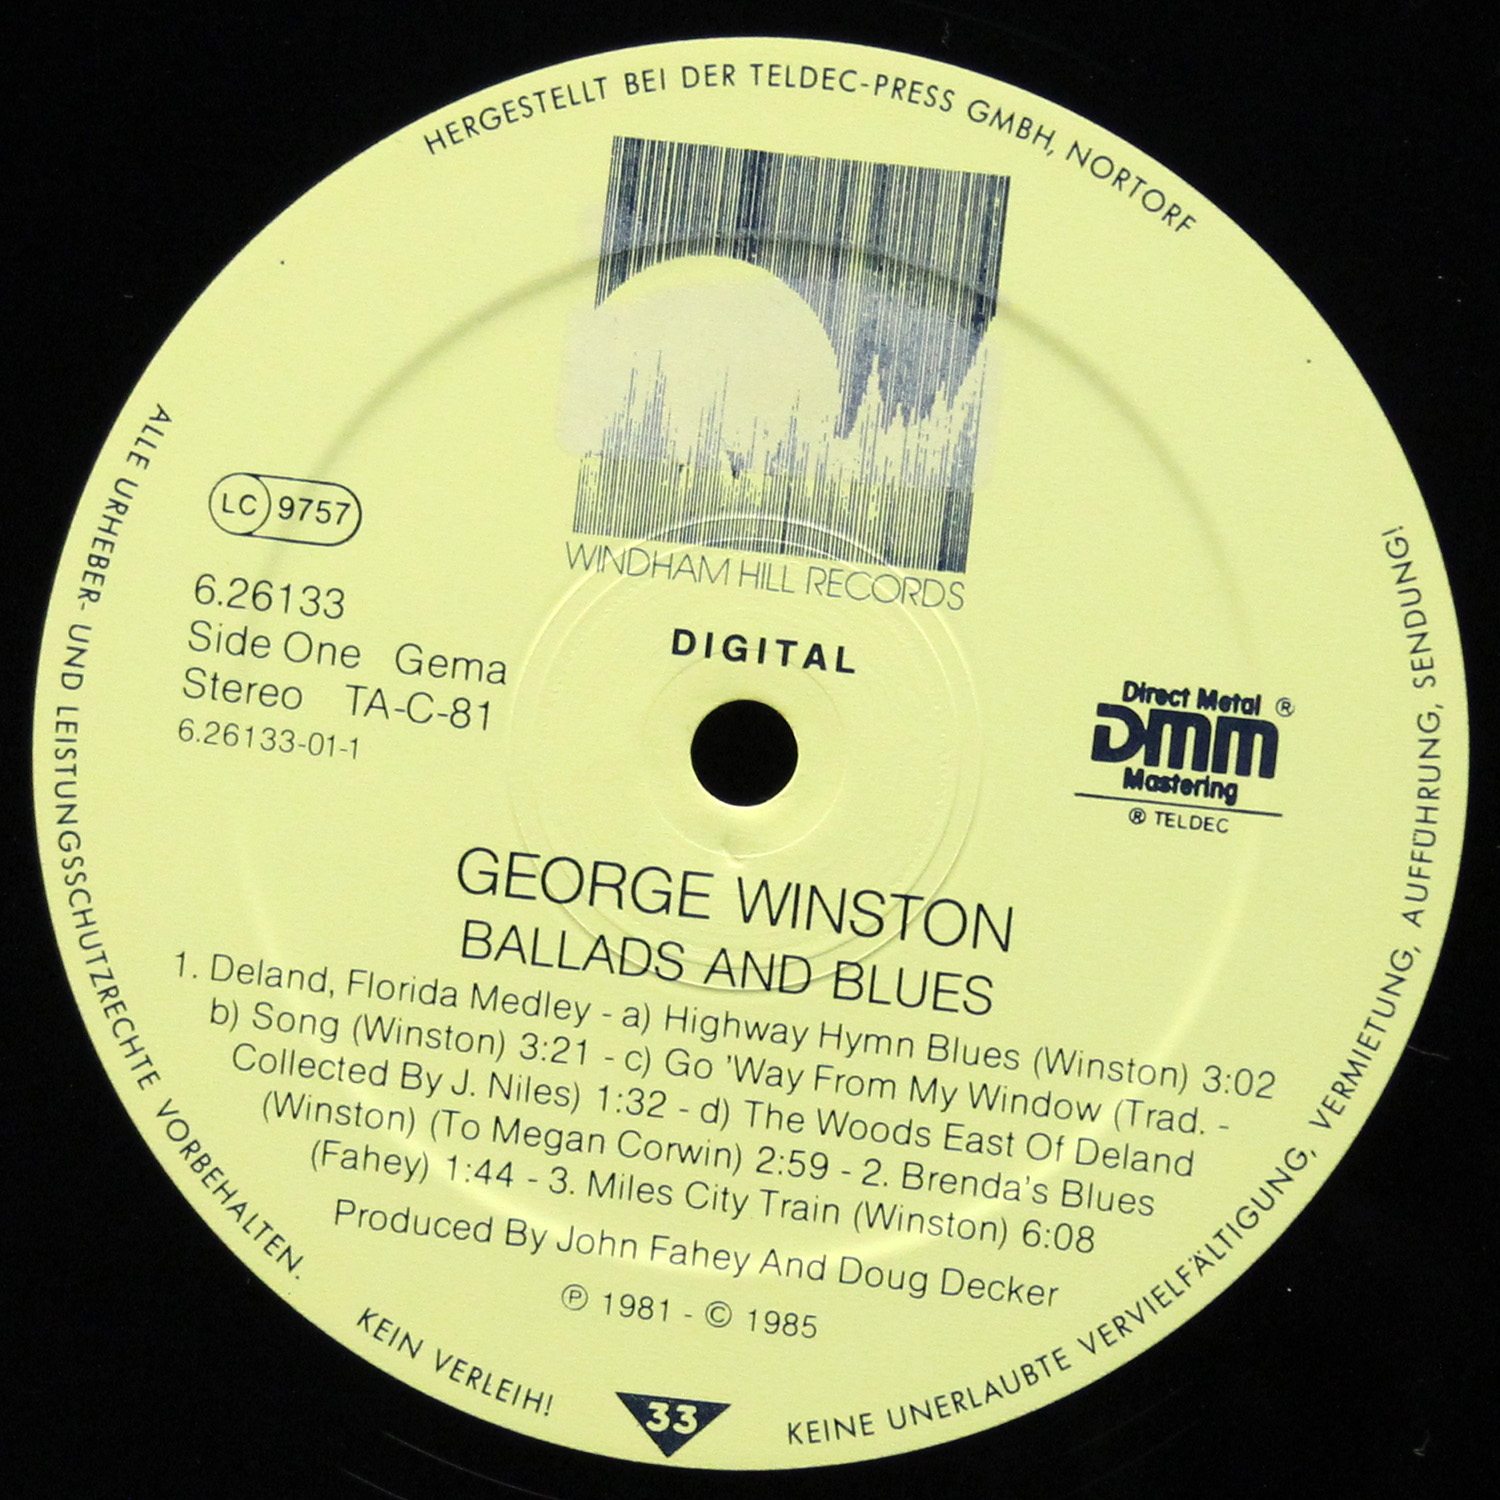 HERGESTELLT BEI DER TELDEC-PRESS GMBH, NORTORF
WINDHAM HILL RECORDS
DIGITAL
LC 9757
6.26133
Side One Gema
Stereo TA-C-81
6.26133-01-1
Direct Metal ®
DMM
Mastering
® TELDEC
GEORGE WINSTON
BALLADS AND BLUES
1. Deland, Florida Medley - a) Highway Hymn Blues (Winston) 3:02
b) Song (Winston) 3:21 - c) Go 'Way From My Window (Trad. -
Collected By J. Niles) 1:32 - d) The Woods East Of Deland
(Winston) (To Megan Corwin) 2:59 - 2. Brenda's Blues
(Fahey) 1:44 - 3. Miles City Train (Winston) 6:08
Produced By John Fahey And Doug Decker
℗ 1981 - © 1985
33
ALLE URHEBER- UND LEISTUNGSSCHUTZRECHTE VORBEHALTEN.
KEIN VERLEIH!
KEINE UNERLAUBTE VERVIELFÄLTIGUNG, VERMIETUNG, AUFFÜHRUNG, SENDUNG!